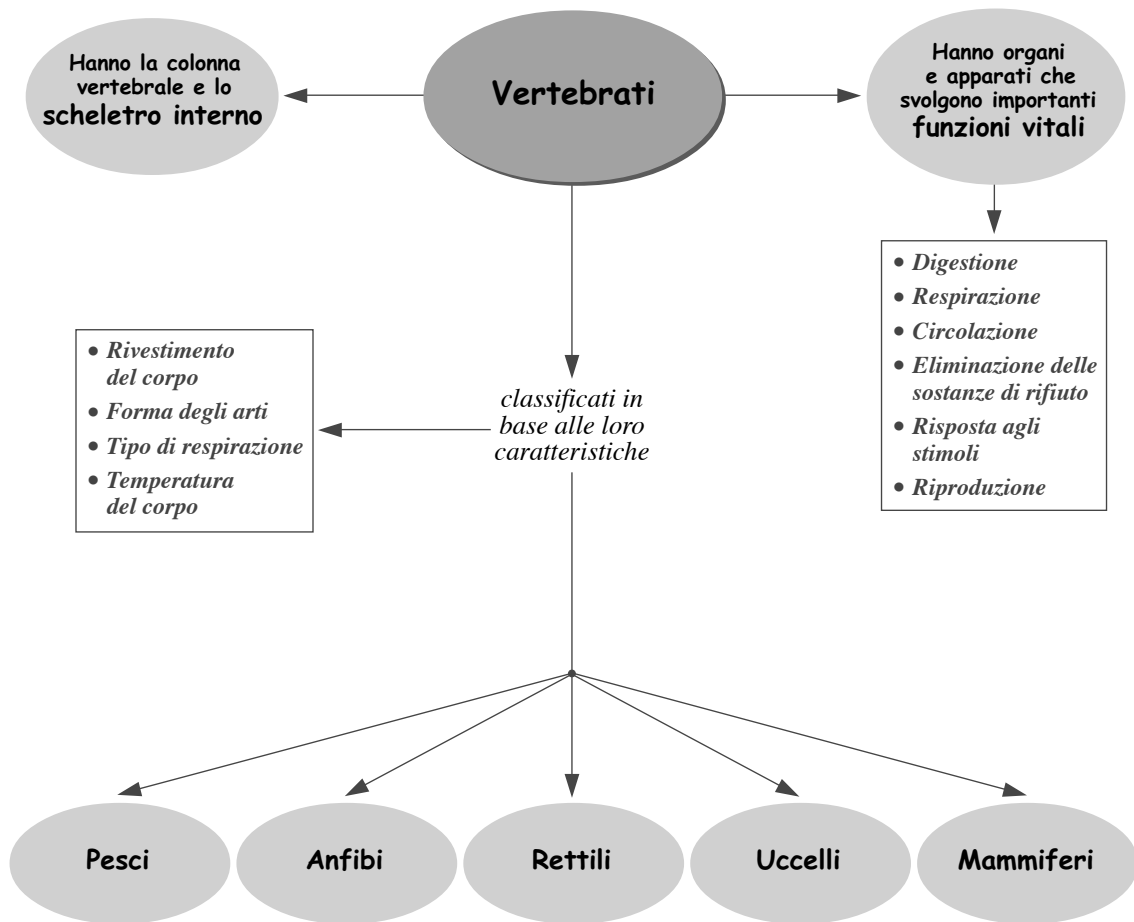 Hanno la colonna
vertebrale e lo
scheletro interno
Vertebrati
Hanno organi
e apparati che
svolgono importanti
funzioni vitali
• Digestione
• Respirazione
• Circolazione
• Eliminazione delle
sostanze di rifiuto
• Risposta agli
stimoli
• Riproduzione
• Rivestimento
del corpo
• Forma degli arti
• Tipo di respirazione
• Temperatura
del corpo
classificati in
base alle loro
caratteristiche
Pesci
Anfibi
Rettili
Uccelli
Mammiferi